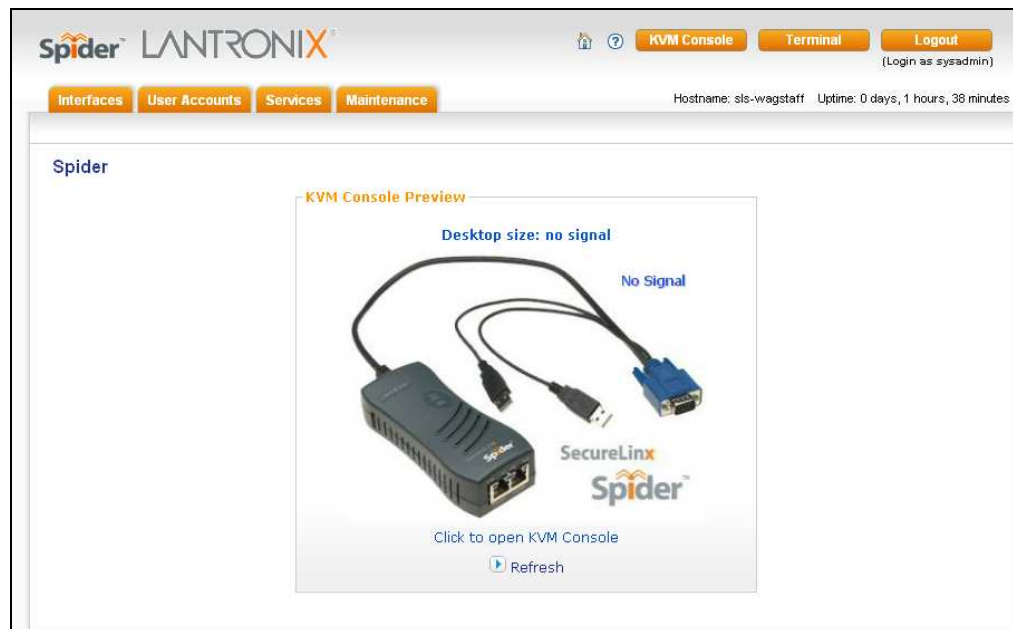 Spider™ LANTRONIX®
KVM Console
Terminal
Logout
(Login as sysadmin)
Interfaces
User Accounts
Services
Maintenance
Hostname: sls-wagstaff Uptime: 0 days, 1 hours, 38 minutes
Spider
KVM Console Preview
Desktop size: no signal
No Signal
Spider
SecureLinx
Spider™
Click to open KVM Console
Refresh